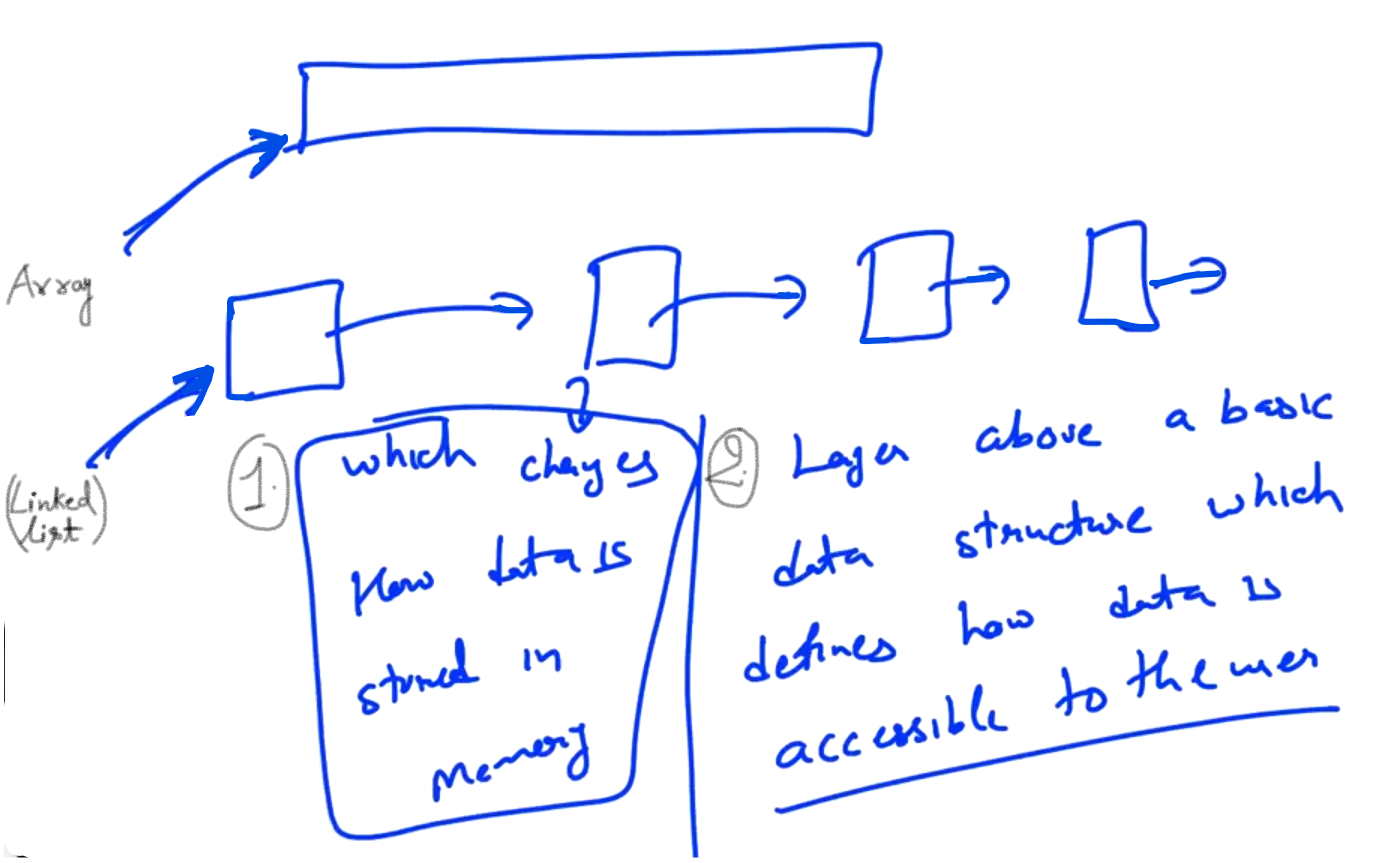 Array
(Linked
list)
1.
which changes
How data is
stored in
memory
2.
Layer above a basic
data structure which
defines how data is
accessible to the user